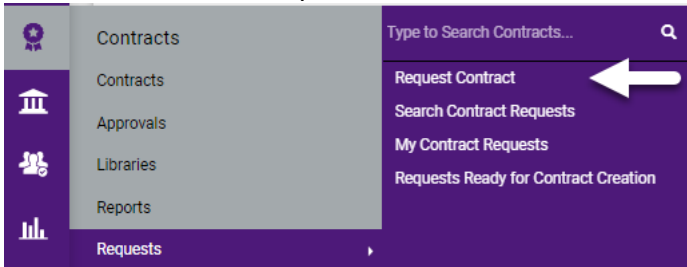 Contracts
Contracts
Approvals
Libraries
Reports
Requests
Type to Search Contracts...
Request Contract
Search Contract Requests
My Contract Requests
Requests Ready for Contract Creation